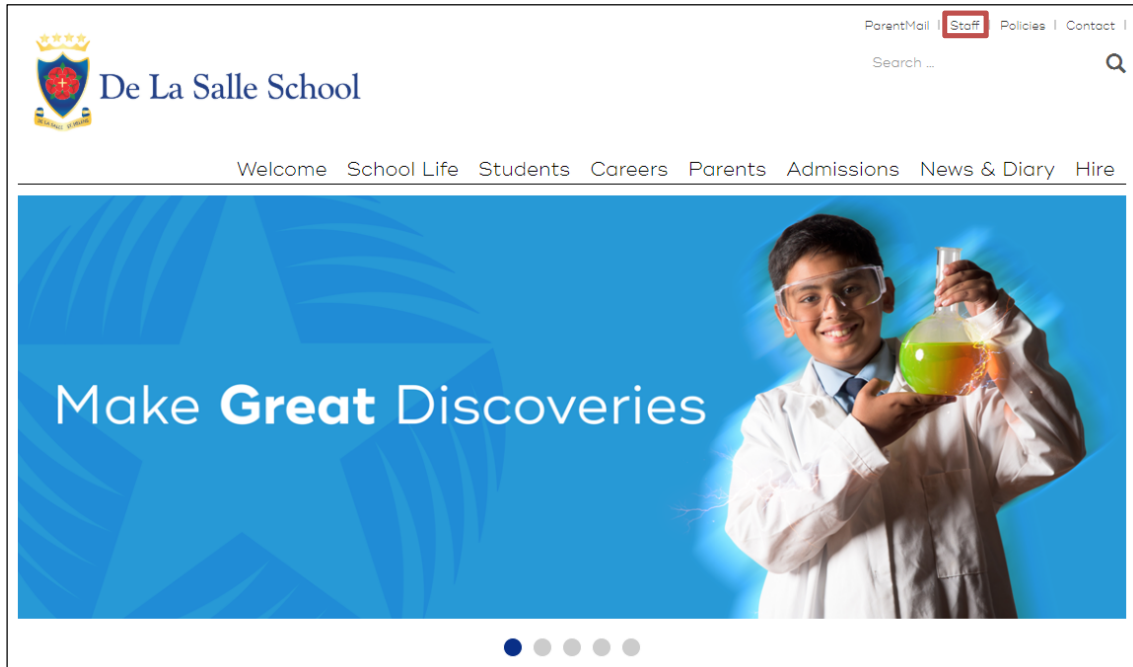 ParentMail | Staff | Policies | Contact |
Search ...
De La Salle School
Welcome School Life Students Careers Parents Admissions News & Diary Hire
Make Great Discoveries